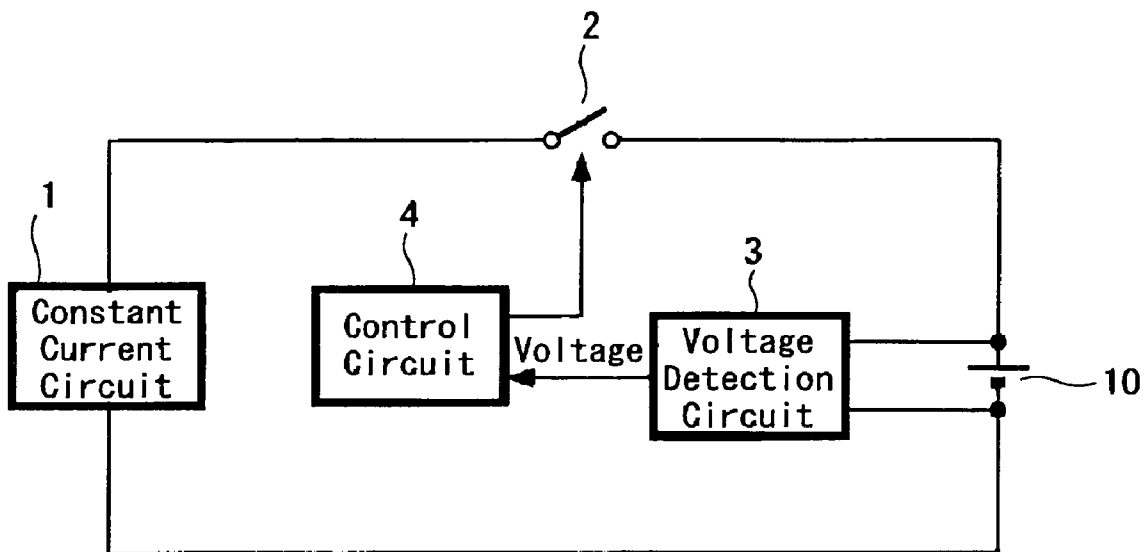 2
1
4
3
Constant
Current
Circuit
Control
Circuit
Voltage
Voltage
Detection
Circuit
10